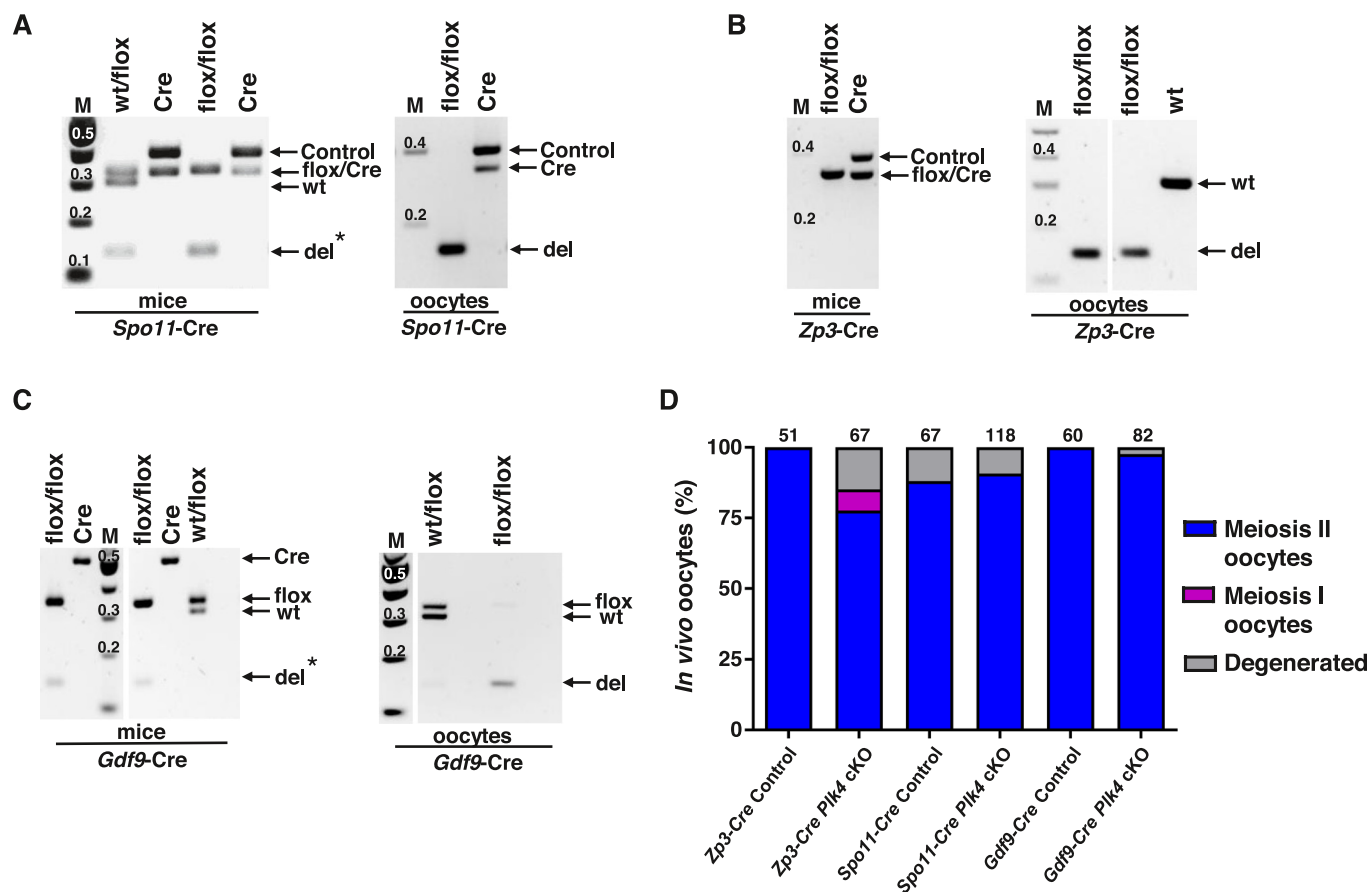 A
M
wt/flox
Cre
flox/flox
Cre
0.5
0.3
0.2
0.1
Control
flox/Cre
wt
del*
mice
Spo11-Cre
M
flox/flox
Cre
0.4
0.2
Control
Cre
del
oocytes
Spo11-Cre
B
M
flox/flox
Cre
0.4
0.2
Control
flox/Cre
mice
Zp3-Cre
M
flox/flox
flox/flox
wt
0.4
0.2
wt
del
oocytes
Zp3-Cre
C
flox/flox
Cre
M
flox/flox
Cre
wt/flox
0.5
0.3
0.2
Cre
flox
wt
del*
mice
Gdf9-Cre
M
wt/flox
flox/flox
0.5
0.3
0.2
flox
wt
del
oocytes
Gdf9-Cre
D
In vivo oocytes (%)
100
75
50
25
0
51
67
67
118
60
82
Zp3-Cre Control
Zp3-Cre Plk4 cKO
Spo11-Cre Control
Spo11-Cre Plk4 cKO
Gdf9-Cre Control
Gdf9-Cre Plk4 cKO
Meiosis II
oocytes
Meiosis I
oocytes
Degenerated